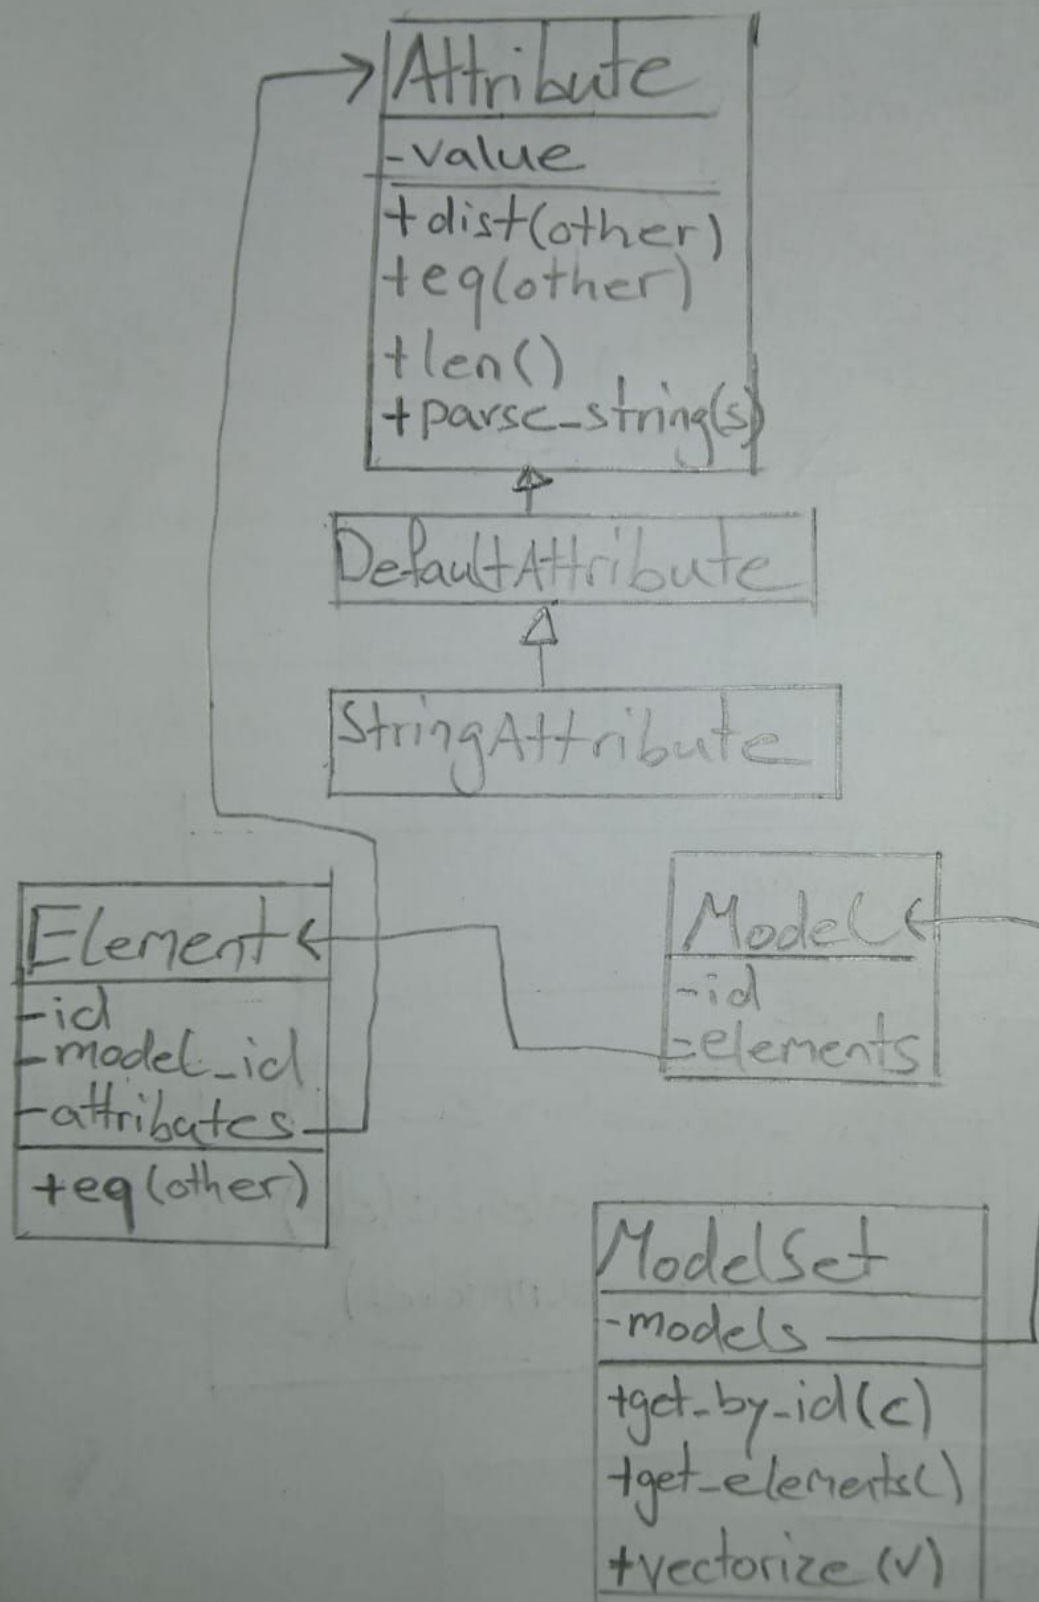 Attribute
-value
+dist(other)
+eq(other)
+len()
+parse_string(s)
DefaultAttribute
StringAttribute
Element
-id
-model_id
-attributes
+eq(other)
Model
-id
-elements
ModelSet
-models
+get_by_id(c)
+get_elements()
+vectorize(v)